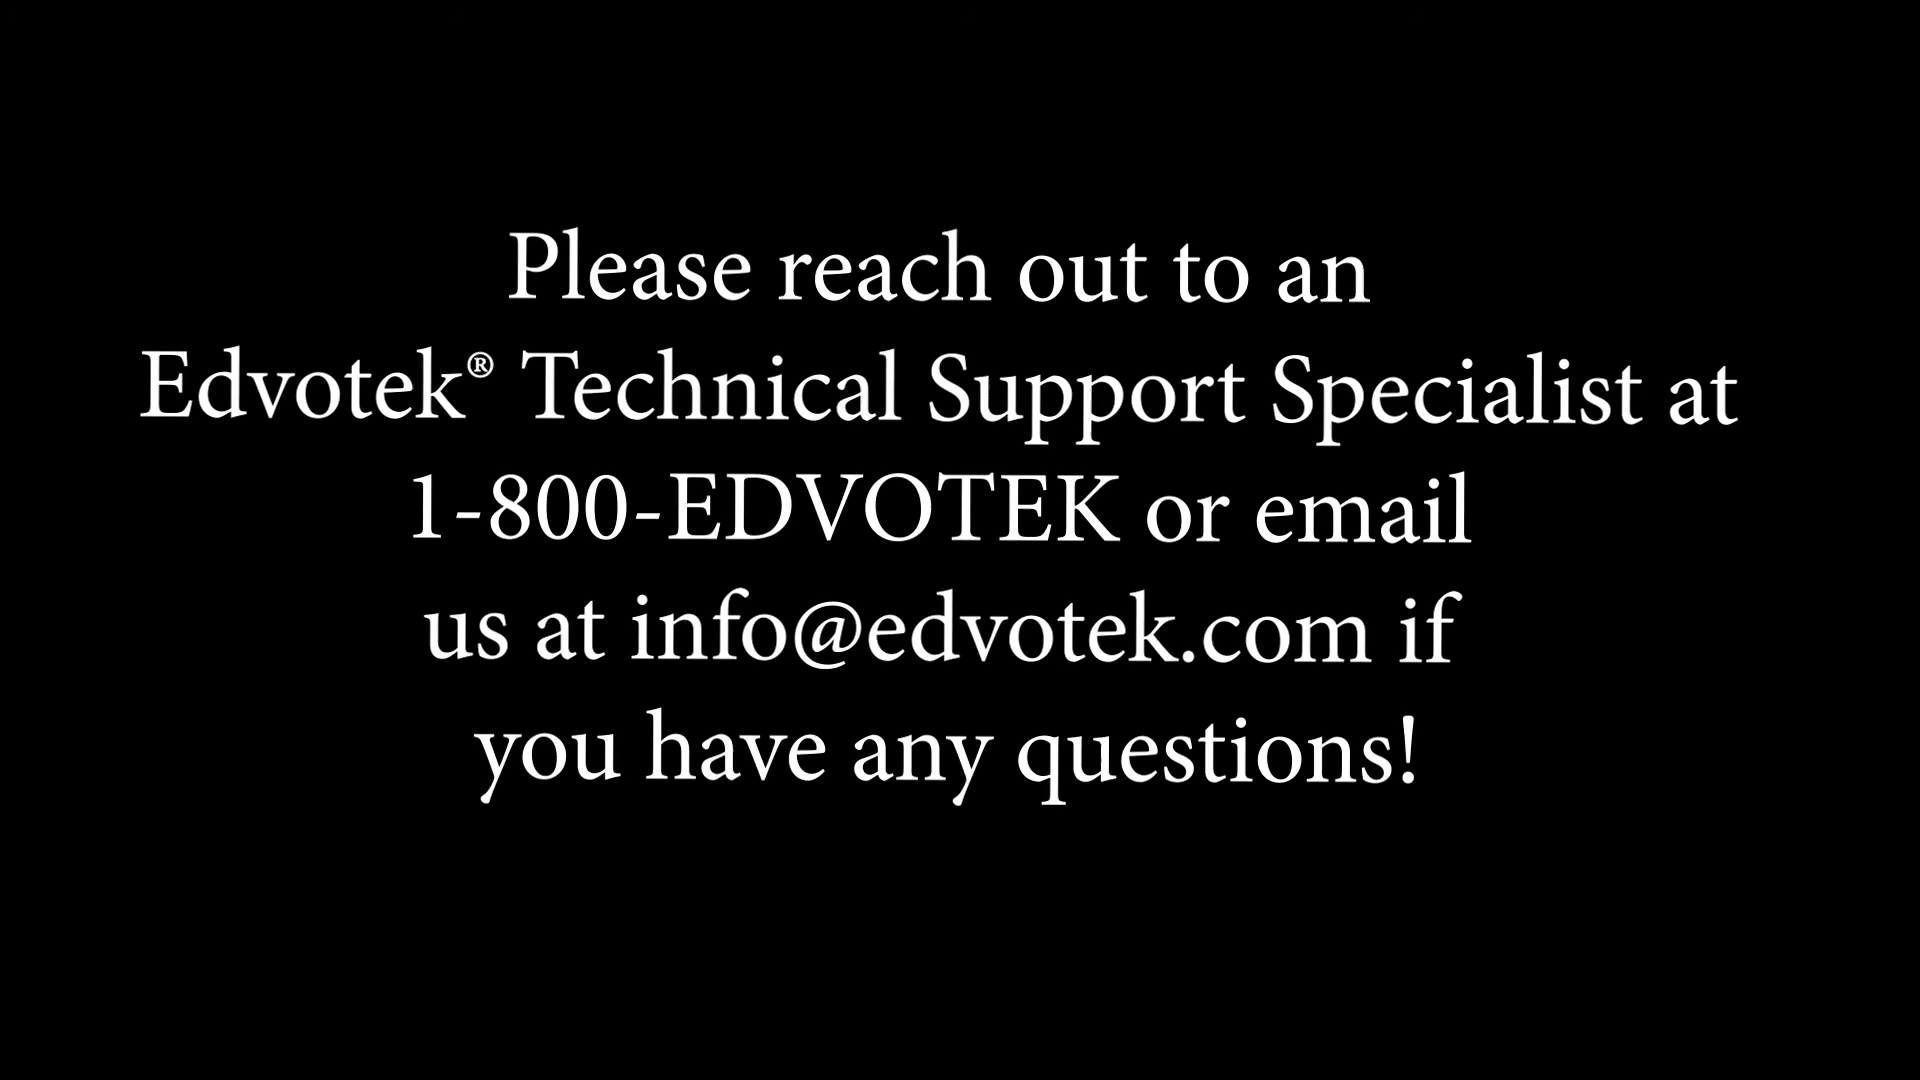 Please reach out to an
Edvotek® Technical Support Specialist at
1-800-EDVOTEK or email
us at info@edvotek.com if
you have any questions!